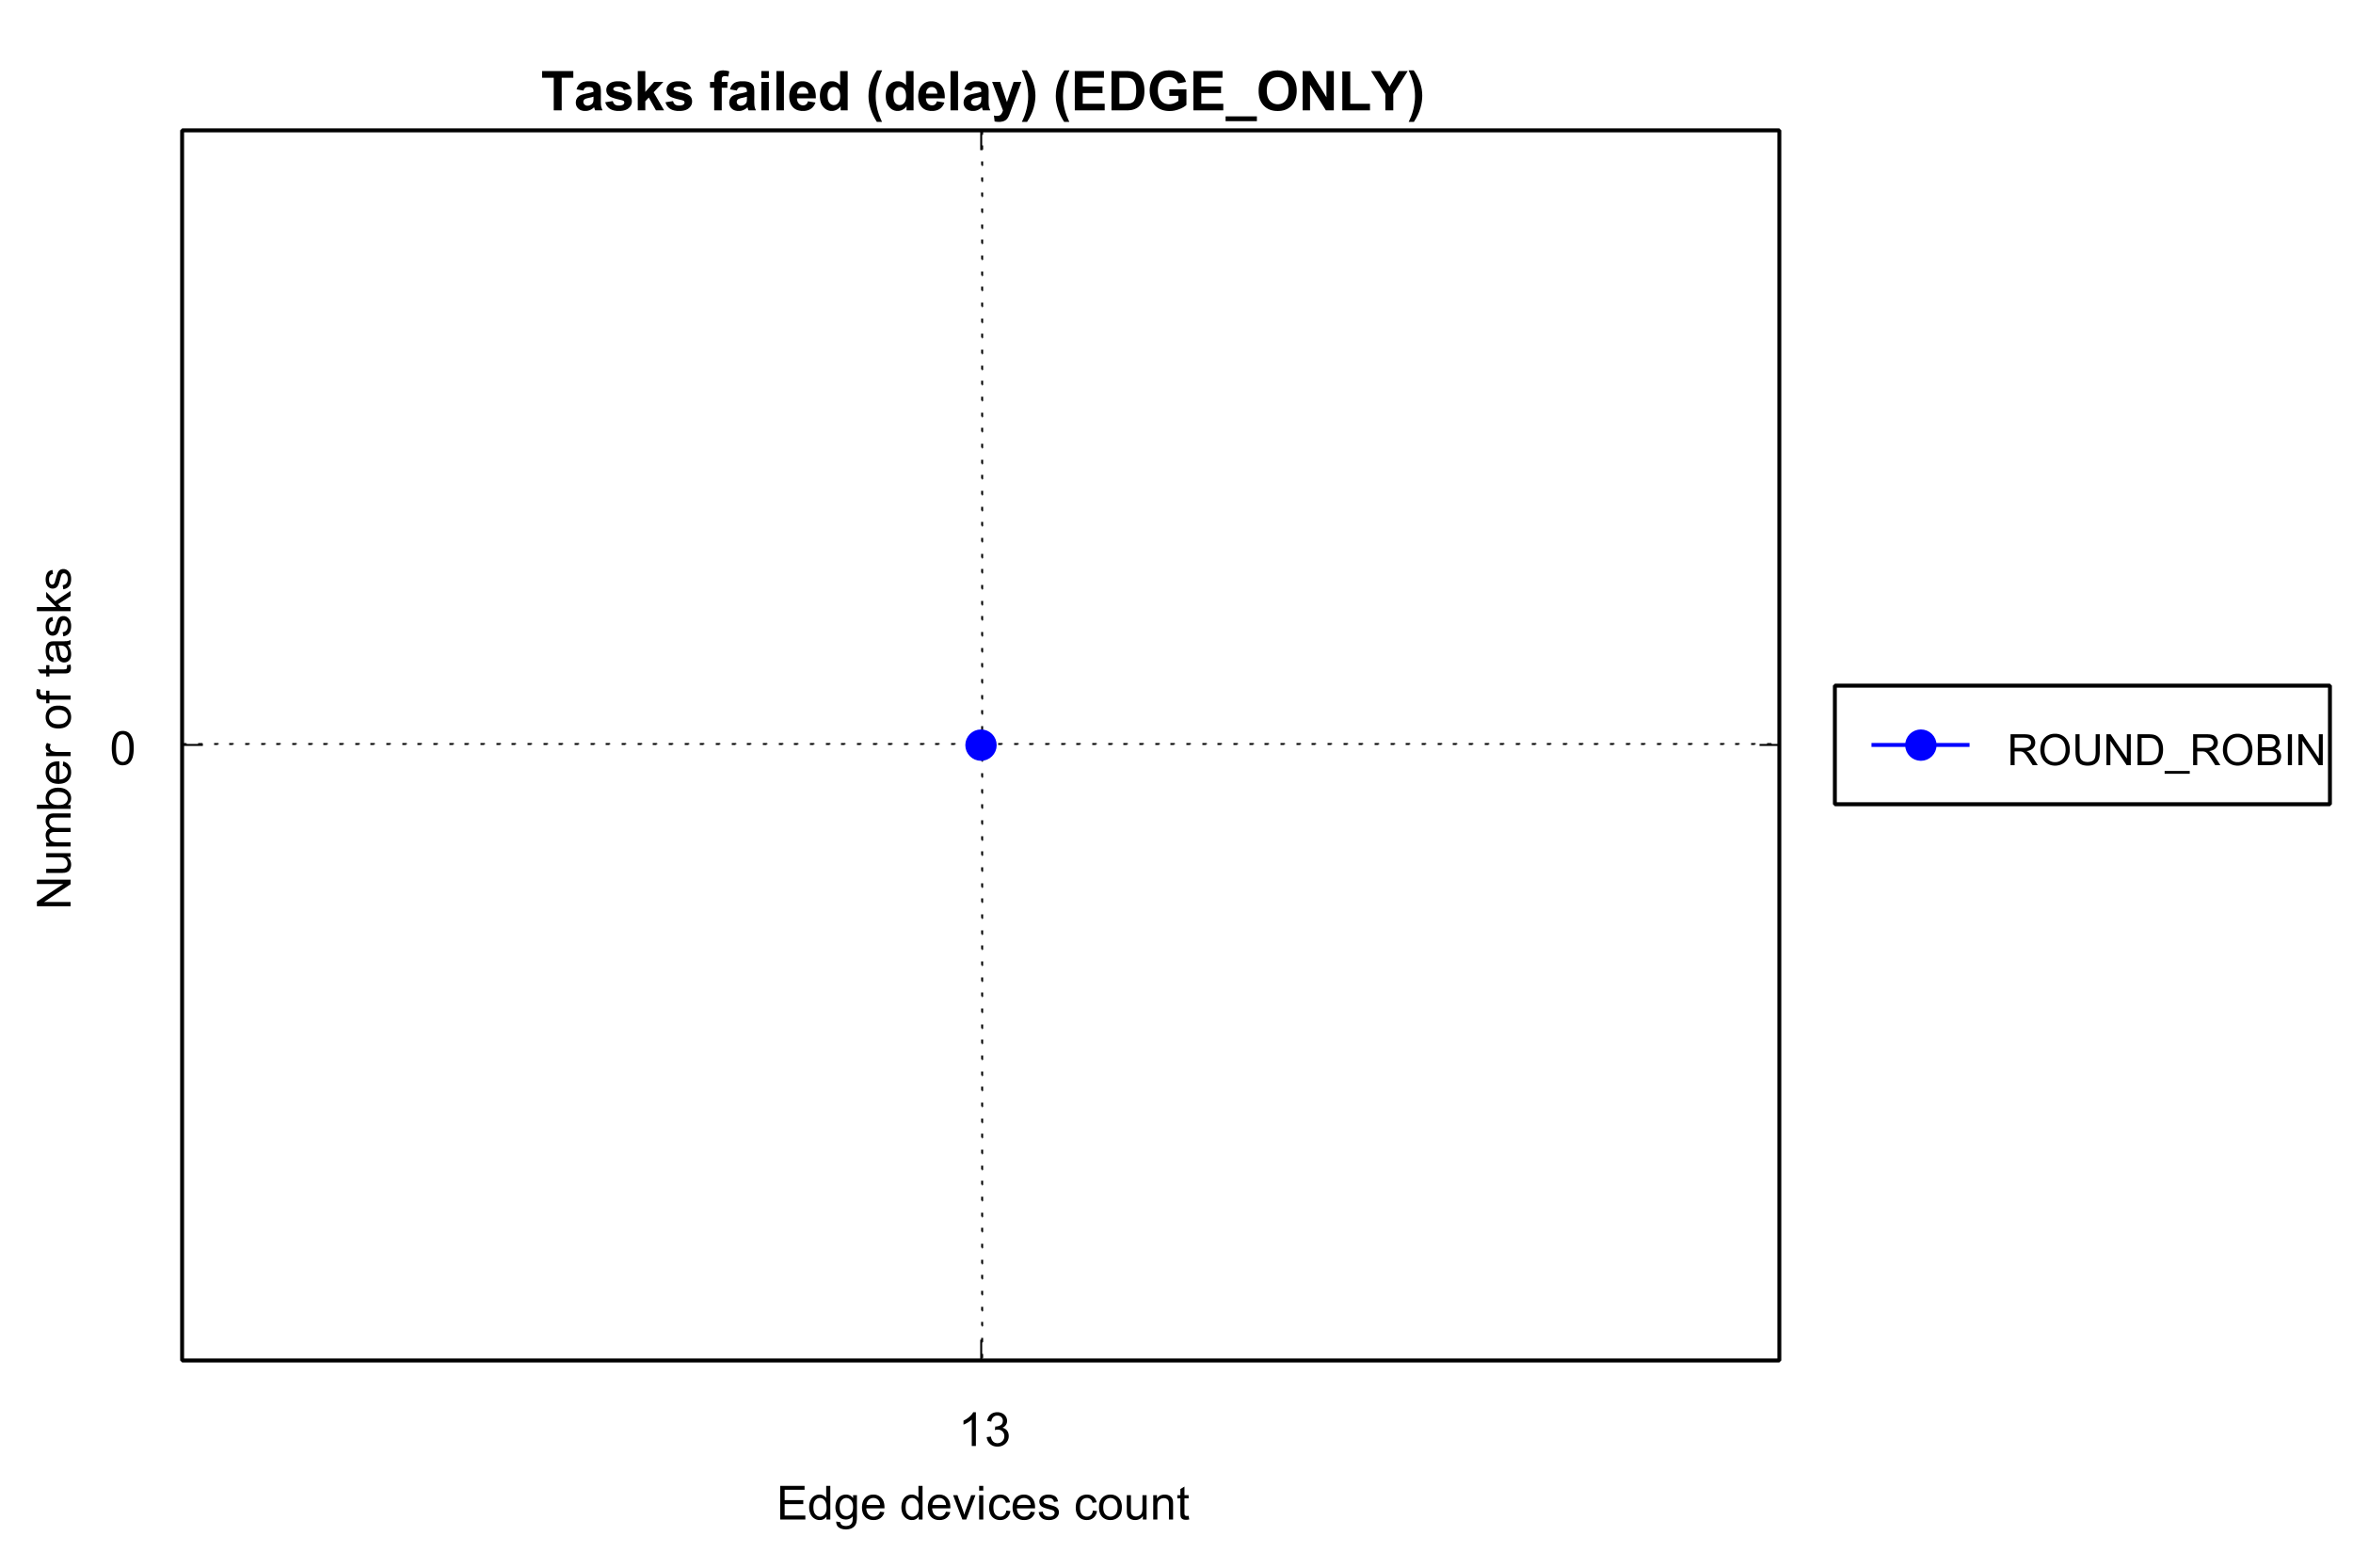 Tasks failed (delay) (EDGE_ONLY)
Number of tasks
0
ROUND_ROBIN
13
Edge devices count